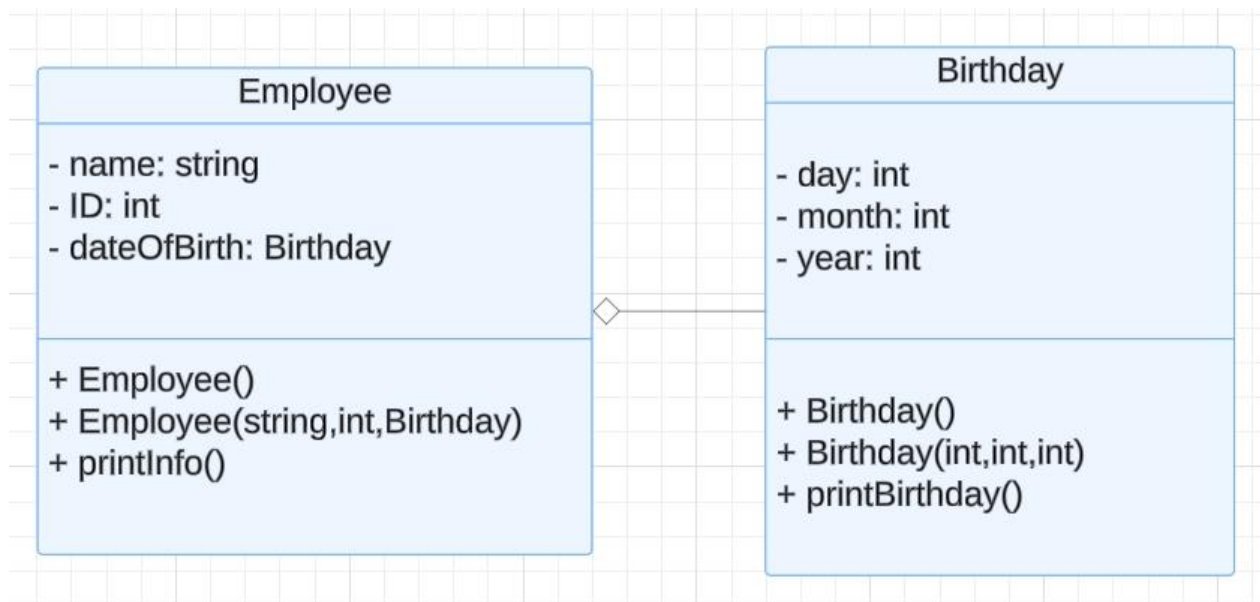 Employee
- name: string
- ID: int
- dateOfBirth: Birthday
+ Employee()
+ Employee(string,int,Birthday)
+ printInfo()
Birthday
- day: int
- month: int
- year: int
+ Birthday()
+ Birthday(int,int,int)
+ printBirthday()